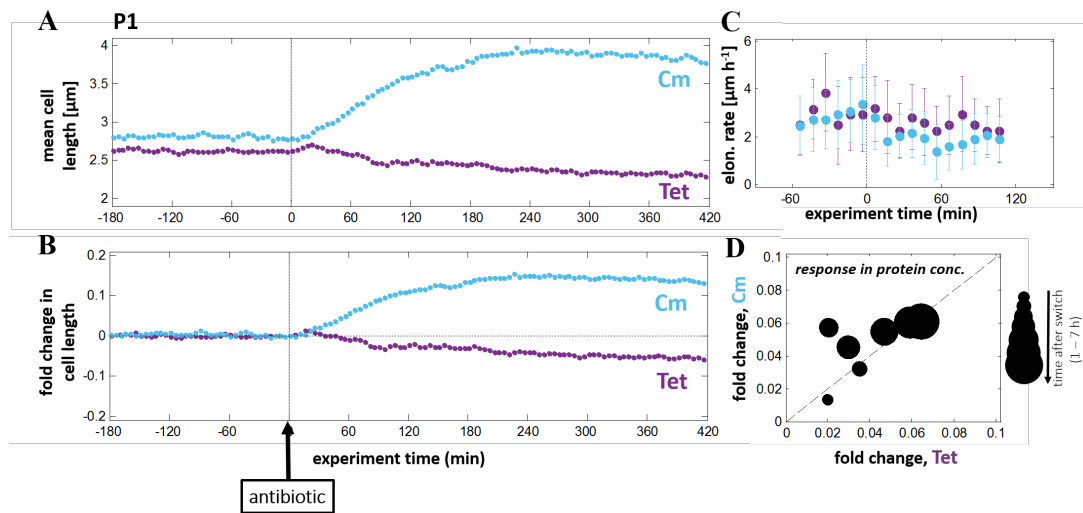 A
P1
mean cell
length [µm]
4
3.5
3
2.5
2
Cm
Tet
-180
-120
-60
0
60
120
180
240
300
360
420
B
fold change in
cell length
0.2
0.1
0
-0.1
-0.2
Cm
Tet
-180
-120
-60
0
60
120
180
240
300
360
420
experiment time (min)
antibiotic
C
elon. rate [µm h-1]
6
4
2
0
-60
0
60
120
experiment time (min)
D
response in protein conc.
fold change, Cm
0.1
0.08
0.06
0.04
0.02
0
0
0.02
0.04
0.06
0.08
0.1
fold change, Tet
time after switch
(1 – 7 h)